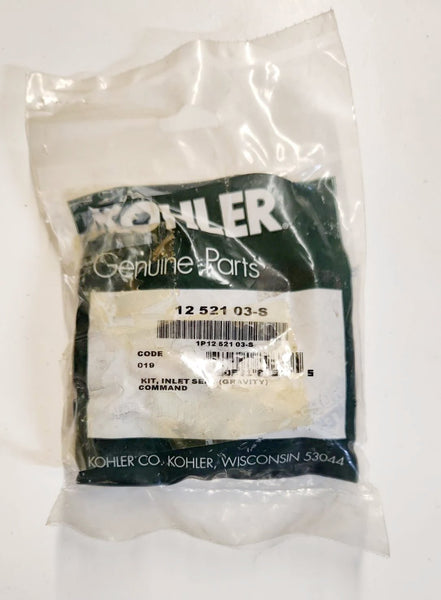 KOHLER®
Genuine Parts
12 521 03-S
1P12 521 03-S
CODE
019
KIT, INLET (GRAVITY)
COMMAND
KOHLER CO. KOHLER, WISCONSIN 53044